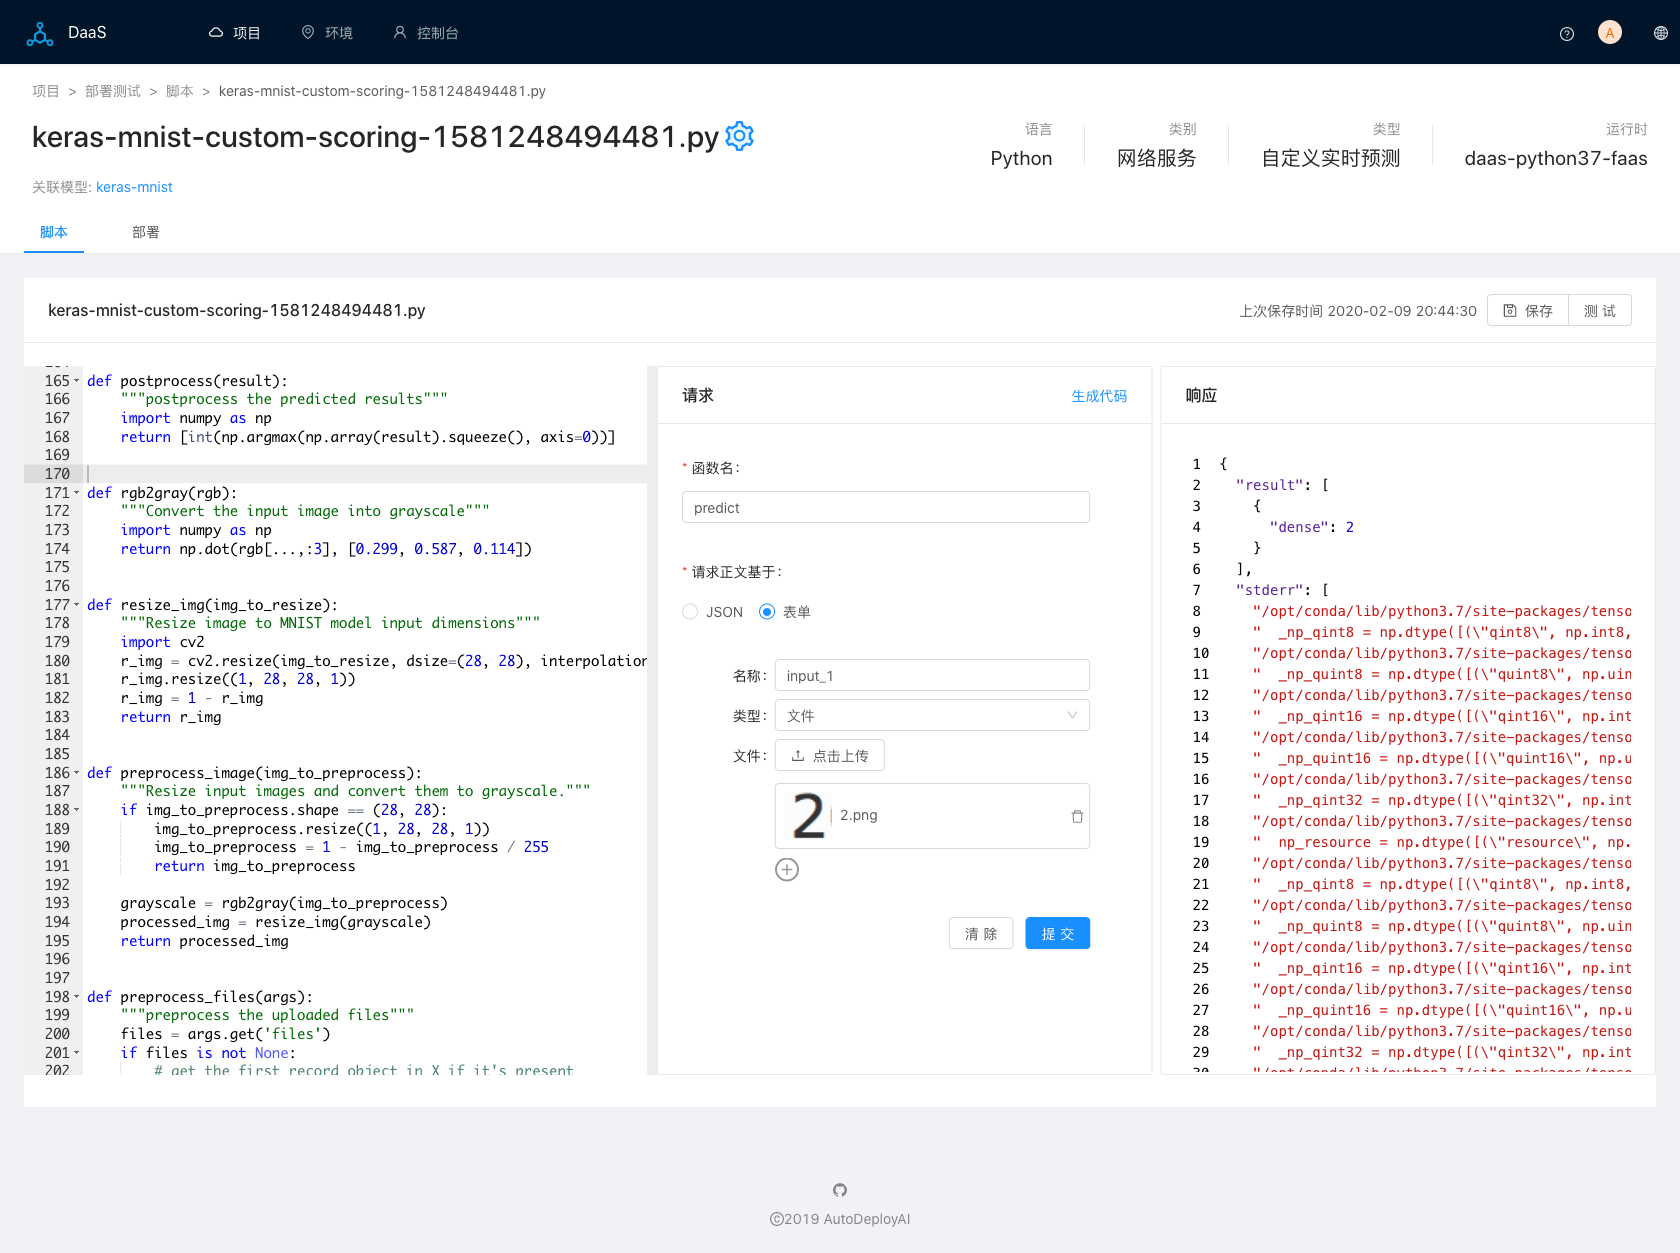 DaaS
项目
环境
控制台
A
项目 > 部署测试 > 脚本 > keras-mnist-custom-scoring-1581248494481.py
keras-mnist-custom-scoring-1581248494481.py
语言
Python
类别
网络服务
类型
自定义实时预测
运行时
daas-python37-faas
关联模型: keras-mnist
脚本
部署
keras-mnist-custom-scoring-1581248494481.py
上次保存时间 2020-02-09 20:44:30
保存
测 试
165 def postprocess(result):
166     """postprocess the predicted results"""
167     import numpy as np
168     return [int(np.argmax(np.array(result).squeeze(), axis=0))]
169
170
171 def rgb2gray(rgb):
172     """Convert the input image into grayscale"""
173     import numpy as np
174     return np.dot(rgb[...,:3], [0.299, 0.587, 0.114])
175
176
177 def resize_img(img_to_resize):
178     """Resize image to MNIST model input dimensions"""
179     import cv2
180     r_img = cv2.resize(img_to_resize, dsize=(28, 28), interpolation
181     r_img.resize((1, 28, 28, 1))
182     r_img = 1 - r_img
183     return r_img
184
185
186 def preprocess_image(img_to_preprocess):
187     """Resize input images and convert them to grayscale."""
188     if img_to_preprocess.shape == (28, 28):
189         img_to_preprocess.resize((1, 28, 28, 1))
190         img_to_preprocess = 1 - img_to_preprocess / 255
191         return img_to_preprocess
192
193     grayscale = rgb2gray(img_to_preprocess)
194     processed_img = resize_img(grayscale)
195     return processed_img
196
197
198 def preprocess_files(args):
199     """preprocess the uploaded files"""
200     files = args.get('files')
201     if files is not None:
202         # get the first record object in X if it's present
请求
生成代码
* 函数名:
predict
* 请求正文基于:
JSON
表单
名称: input_1
类型: 文件
文件: 点击上传
2 2.png
清 除
提 交
响应
1 {
2   "result": [
3     {
4       "dense": 2
5     }
6   ],
7   "stderr": [
8     "/opt/conda/lib/python3.7/site-packages/tenso
9     "  _np_qint8 = np.dtype([(\"qint8\", np.int8,
10     "/opt/conda/lib/python3.7/site-packages/tenso
11     "  _np_quint8 = np.dtype([(\"quint8\", np.uin
12     "/opt/conda/lib/python3.7/site-packages/tenso
13     "  _np_qint16 = np.dtype([(\"qint16\", np.int
14     "/opt/conda/lib/python3.7/site-packages/tenso
15     "  _np_quint16 = np.dtype([(\"quint16\", np.u
16     "/opt/conda/lib/python3.7/site-packages/tenso
17     "  _np_qint32 = np.dtype([(\"qint32\", np.int
18     "/opt/conda/lib/python3.7/site-packages/tenso
19     "  np_resource = np.dtype([(\"resource\", np.
20     "/opt/conda/lib/python3.7/site-packages/tenso
21     "  _np_qint8 = np.dtype([(\"qint8\", np.int8,
22     "/opt/conda/lib/python3.7/site-packages/tenso
23     "  _np_quint8 = np.dtype([(\"quint8\", np.uin
24     "/opt/conda/lib/python3.7/site-packages/tenso
25     "  _np_qint16 = np.dtype([(\"qint16\", np.int
26     "/opt/conda/lib/python3.7/site-packages/tenso
27     "  _np_quint16 = np.dtype([(\"quint16\", np.u
28     "/opt/conda/lib/python3.7/site-packages/tenso
29     "  _np_qint32 = np.dtype([(\"qint32\", np.int
30     "/opt/conda/lib/python3.7/site-packages/tenso
©2019 AutoDeployAI